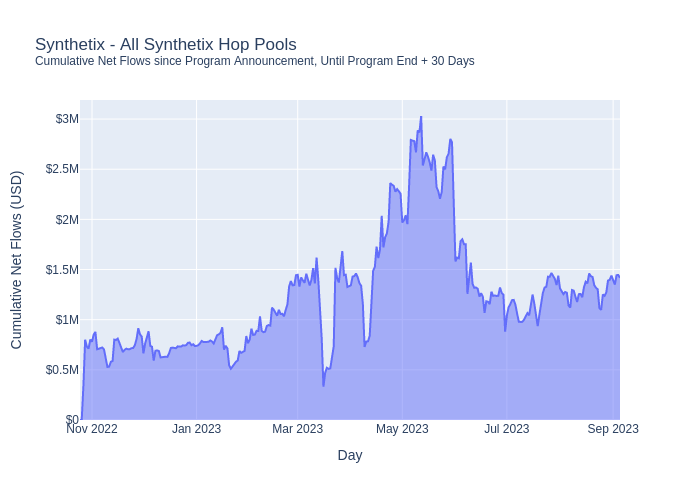 Synthetix - All Synthetix Hop Pools
Cumulative Net Flows since Program Announcement, Until Program End + 30 Days
Cumulative Net Flows (USD)
$3M
$2.5M
$2M
$1.5M
$1M
$0.5M
$0
Nov 2022
Jan 2023
Mar 2023
May 2023
Jul 2023
Sep 2023
Day